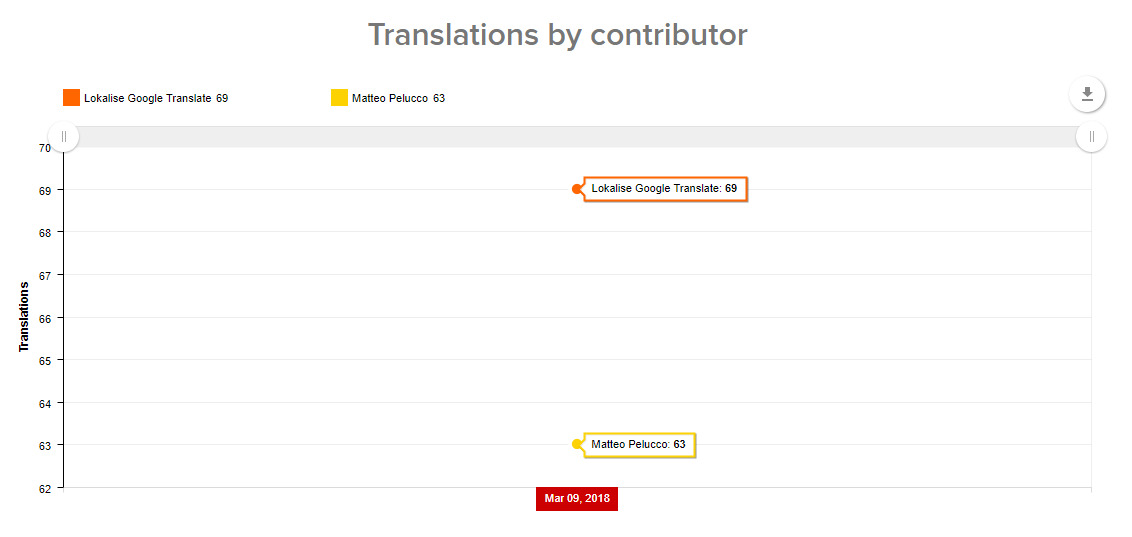 Translations by contributor
Lokalise Google Translate 69
Matteo Pelucco 63
70
69
Lokalise Google Translate: 69
68
67
Translations
66
65
64
63
Matteo Pelucco: 63
62
Mar 09, 2018